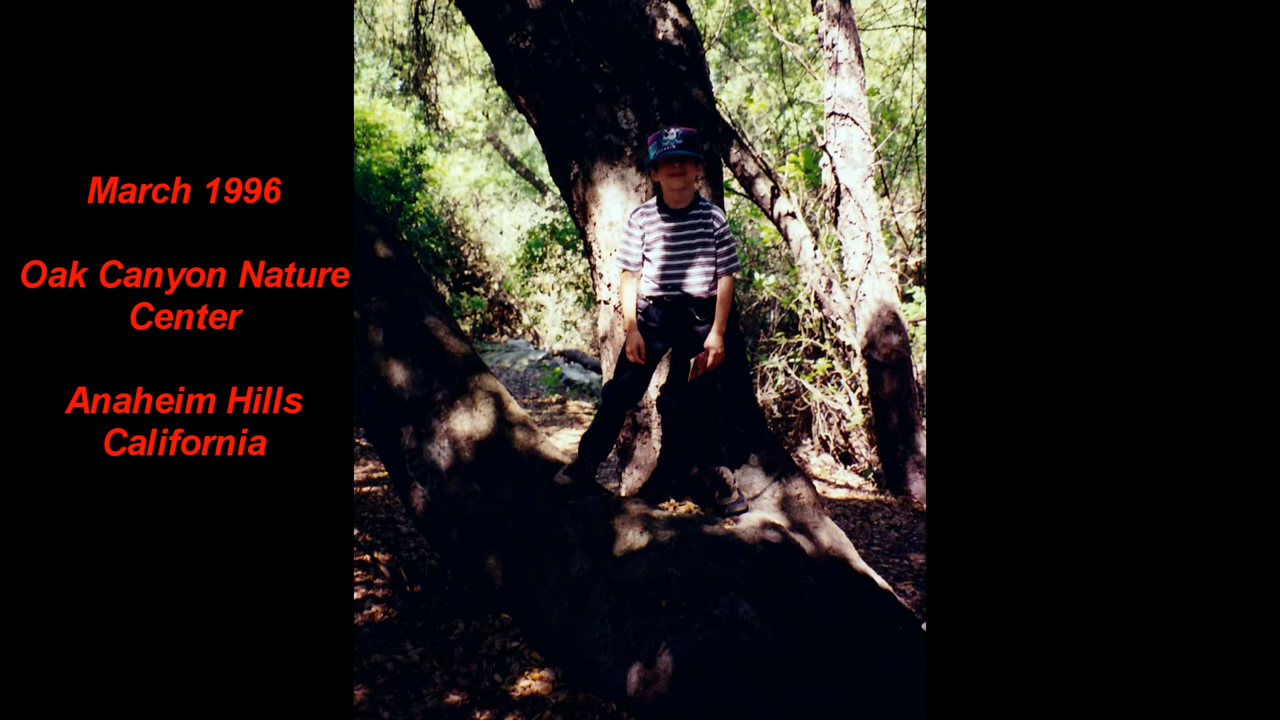 March 1996
Oak Canyon Nature
Center
Anaheim Hills
California